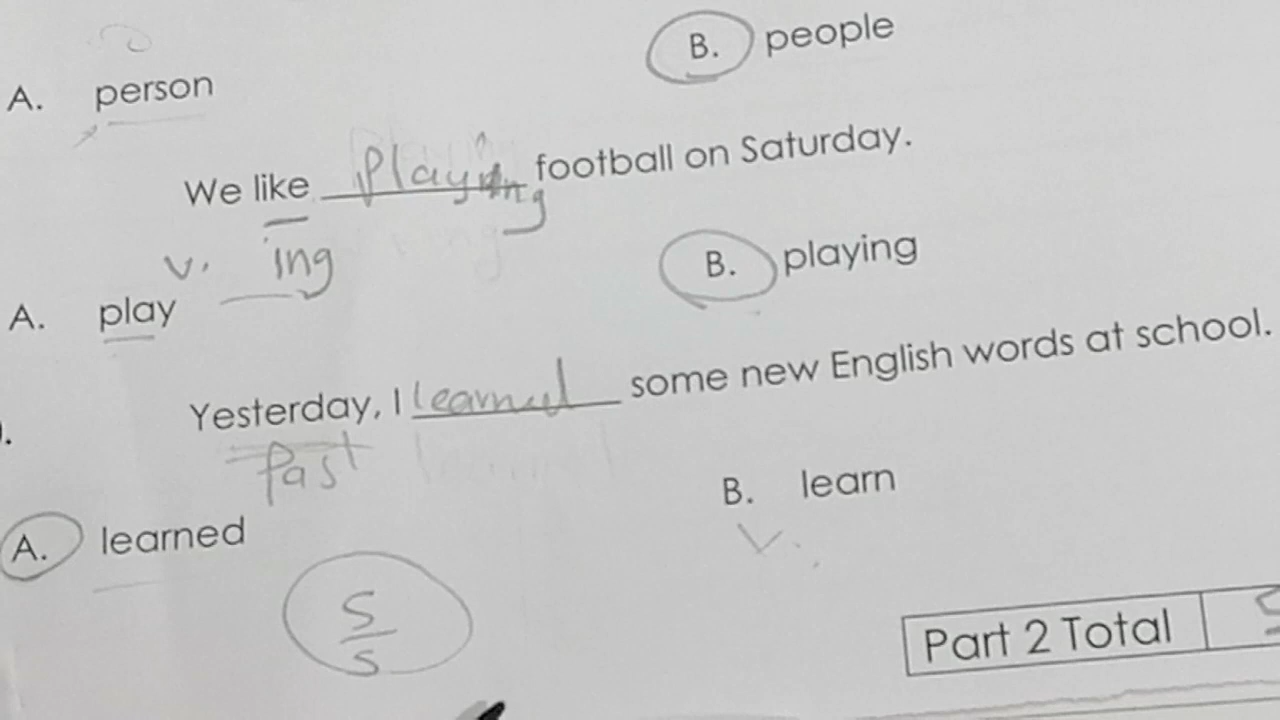 A. person B. people
We like playing football on Saturday.
v. ing
A. play B. playing
Yesterday, I learned some new English words at school.
Past
A. learned B. learn
v.
5
5
Part 2 Total 5